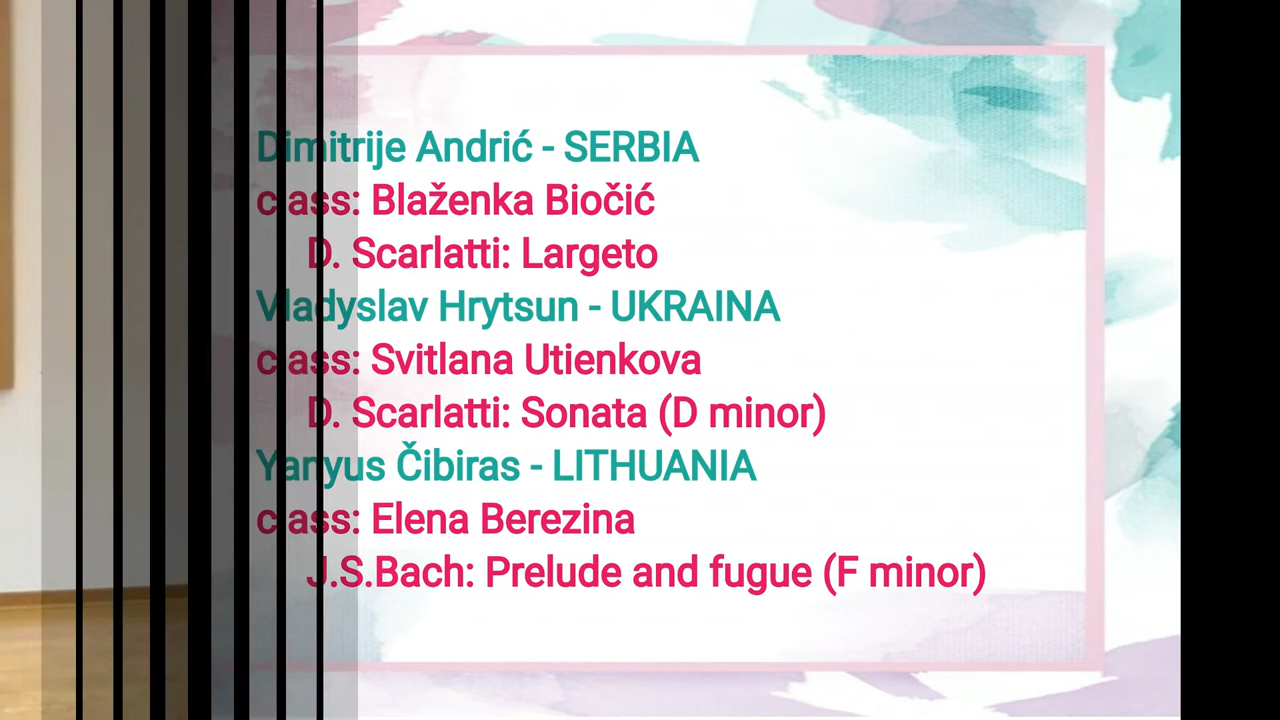 Dimitrije Andrić - SERBIA
class: Blaženka Biočić
D. Scarlatti: Largeto
Vladyslav Hrytsun - UKRAINA
class: Svitlana Utienkova
D. Scarlatti: Sonata (D minor)
Yanyus Čibiras - LITHUANIA
class: Elena Berezina
J.S.Bach: Prelude and fugue (F minor)